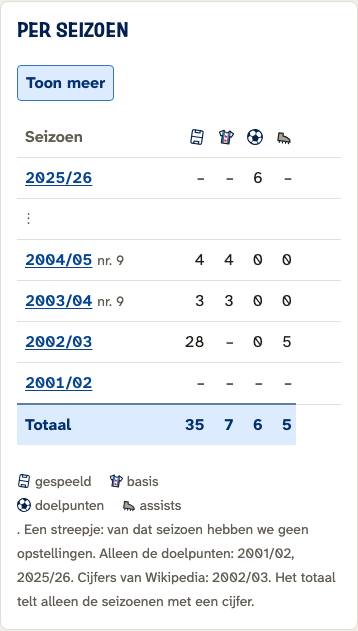 PER SEIZOEN
Toon meer
Seizoen
2025/26 – – 6 –
⋮
2004/05 nr. 9 4 4 0 0
2003/04 nr. 9 3 3 0 0
2002/03 28 – 0 5
2001/02 – – – –
Totaal 35 7 6 5
gespeeld basis
doelpunten assists
. Een streepje: van dat seizoen hebben we geen
opstellingen. Alleen de doelpunten: 2001/02,
2025/26. Cijfers van Wikipedia: 2002/03. Het totaal
telt alleen de seizoenen met een cijfer.